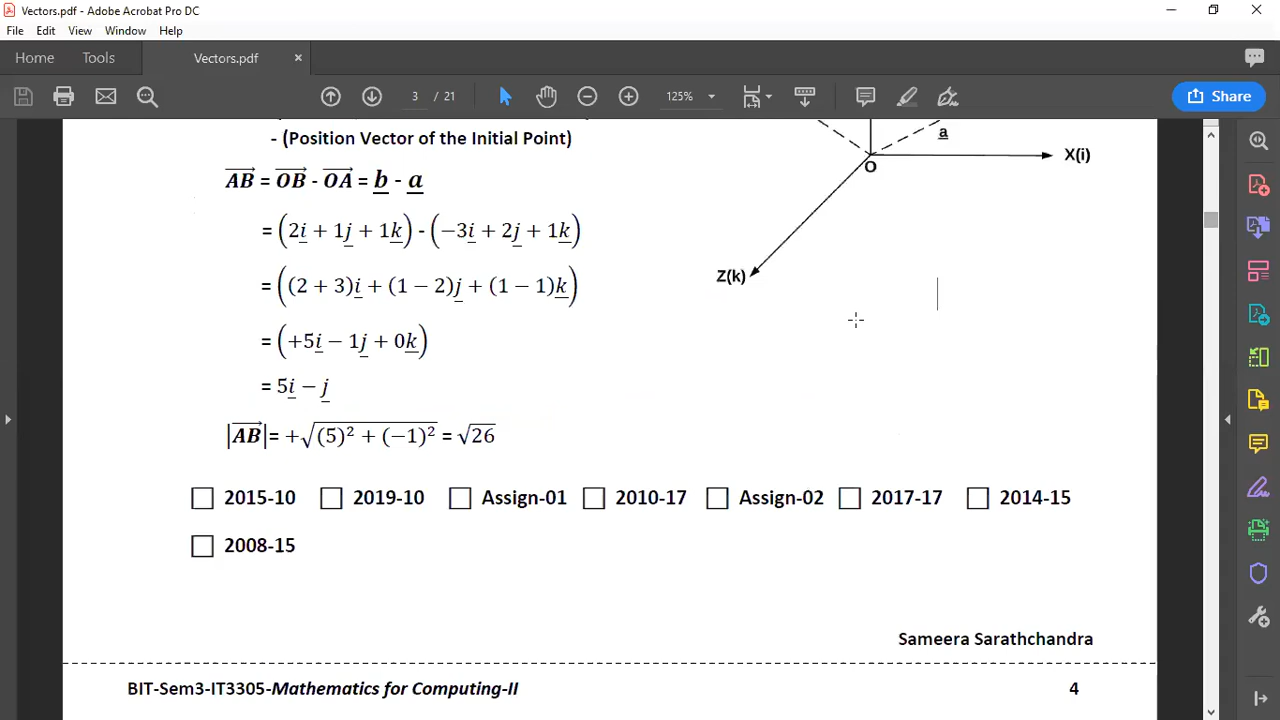 Vectors.pdf - Adobe Acrobat Pro DC
File Edit View Window Help
Home Tools Vectors.pdf ×
3 / 21 125% Share
- (Position Vector of the Initial Point)
a
X(i)
O
Z(k)
AB = OB - OA = b - a
= (2i + 1j + 1k) - (−3i + 2j + 1k)
= ((2 + 3)i + (1 − 2)j + (1 − 1)k)
= (+5i − 1j + 0k)
= 5i − j
|AB|= +√(5)² + (−1)² = √26
2015-10 2019-10 Assign-01 2010-17 Assign-02 2017-17 2014-15
2008-15
Sameera Sarathchandra
BIT-Sem3-IT3305-Mathematics for Computing-II 4